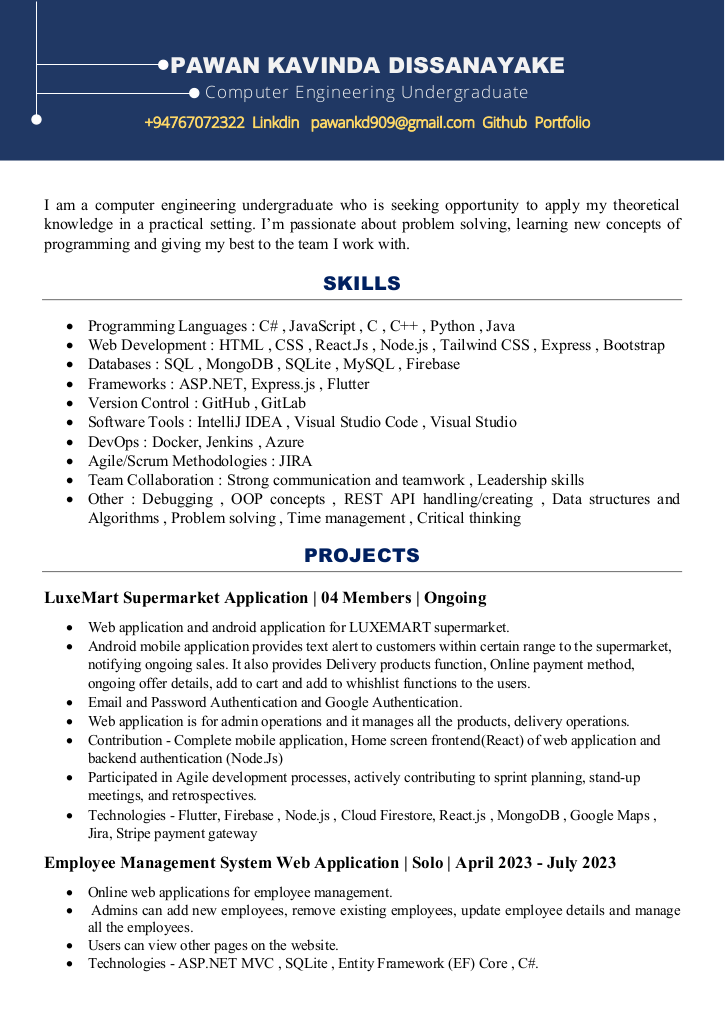 PAWAN KAVINDA DISSANAYAKE
Computer Engineering Undergraduate
+94767072322 Linkdin pawankd909@gmail.com Github Portfolio
I am a computer engineering undergraduate who is seeking opportunity to apply my theoretical
knowledge in a practical setting. I’m passionate about problem solving, learning new concepts of
programming and giving my best to the team I work with.
SKILLS
• Programming Languages : C# , JavaScript , C , C++ , Python , Java
• Web Development : HTML , CSS , React.Js , Node.js , Tailwind CSS , Express , Bootstrap
• Databases : SQL , MongoDB , SQLite , MySQL , Firebase
• Frameworks : ASP.NET, Express.js , Flutter
• Version Control : GitHub , GitLab
• Software Tools : IntelliJ IDEA , Visual Studio Code , Visual Studio
• DevOps : Docker, Jenkins , Azure
• Agile/Scrum Methodologies : JIRA
• Team Collaboration : Strong communication and teamwork , Leadership skills
• Other : Debugging , OOP concepts , REST API handling/creating , Data structures and
Algorithms , Problem solving , Time management , Critical thinking
PROJECTS
LuxeMart Supermarket Application | 04 Members | Ongoing
• Web application and android application for LUXEMART supermarket.
• Android mobile application provides text alert to customers within certain range to the supermarket,
notifying ongoing sales. It also provides Delivery products function, Online payment method,
ongoing offer details, add to cart and add to whishlist functions to the users.
• Email and Password Authentication and Google Authentication.
• Web application is for admin operations and it manages all the products, delivery operations.
• Contribution - Complete mobile application, Home screen frontend(React) of web application and
backend authentication (Node.Js)
• Participated in Agile development processes, actively contributing to sprint planning, stand-up
meetings, and retrospectives.
• Technologies - Flutter, Firebase , Node.js , Cloud Firestore, React.js , MongoDB , Google Maps ,
Jira, Stripe payment gateway
Employee Management System Web Application | Solo | April 2023 - July 2023
• Online web applications for employee management.
• Admins can add new employees, remove existing employees, update employee details and manage
all the employees.
• Users can view other pages on the website.
• Technologies - ASP.NET MVC , SQLite , Entity Framework (EF) Core , C#.